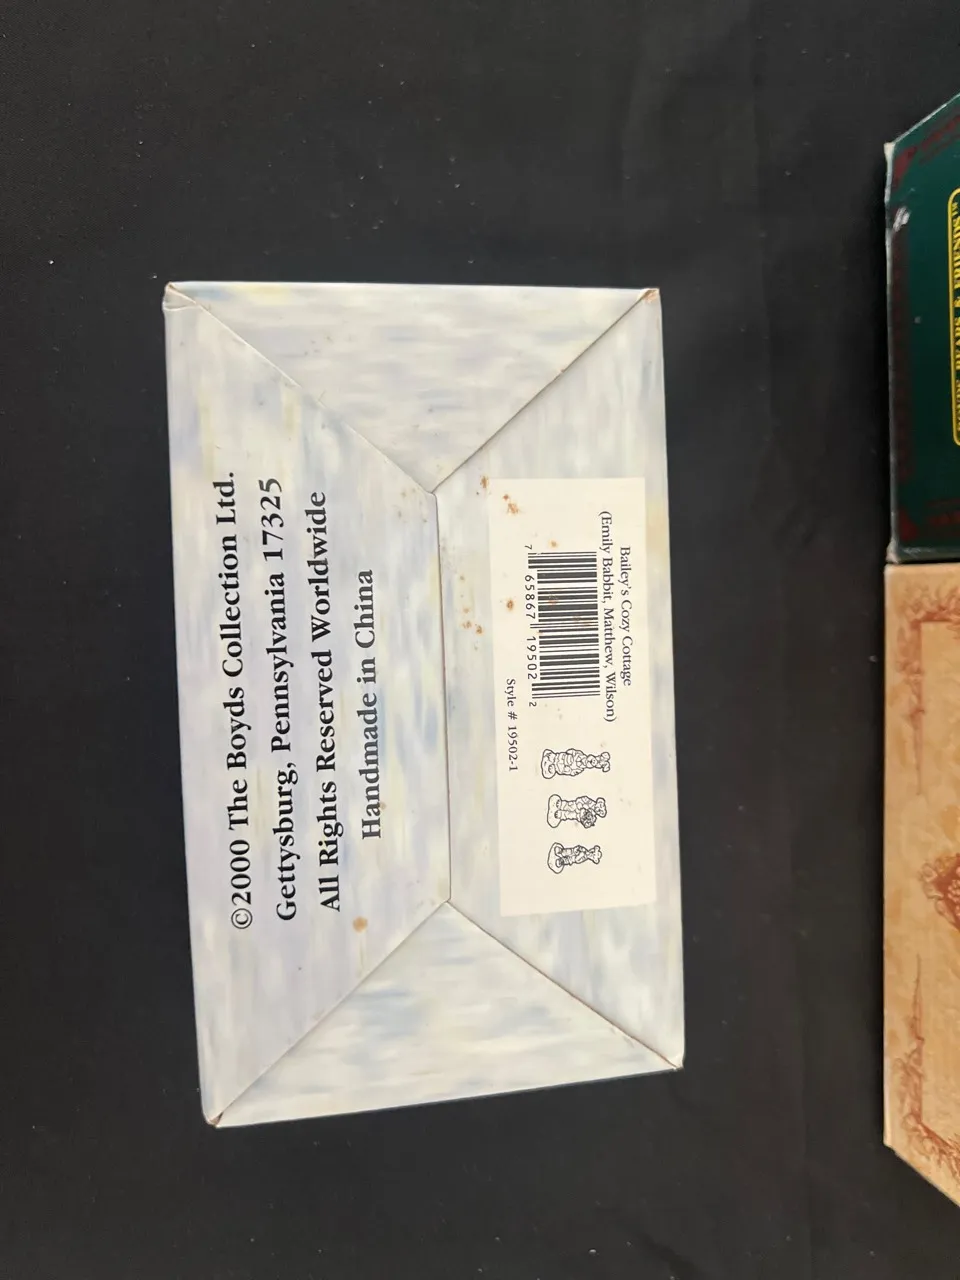 ©2000 The Boyds Collection Ltd.
Gettysburg, Pennsylvania 17325
All Rights Reserved Worldwide
Handmade in China
Bailey's Cozy Cottage
(Emily Babbit, Matthew, Wilson)
7 65867 19502 2
Style # 19502-1